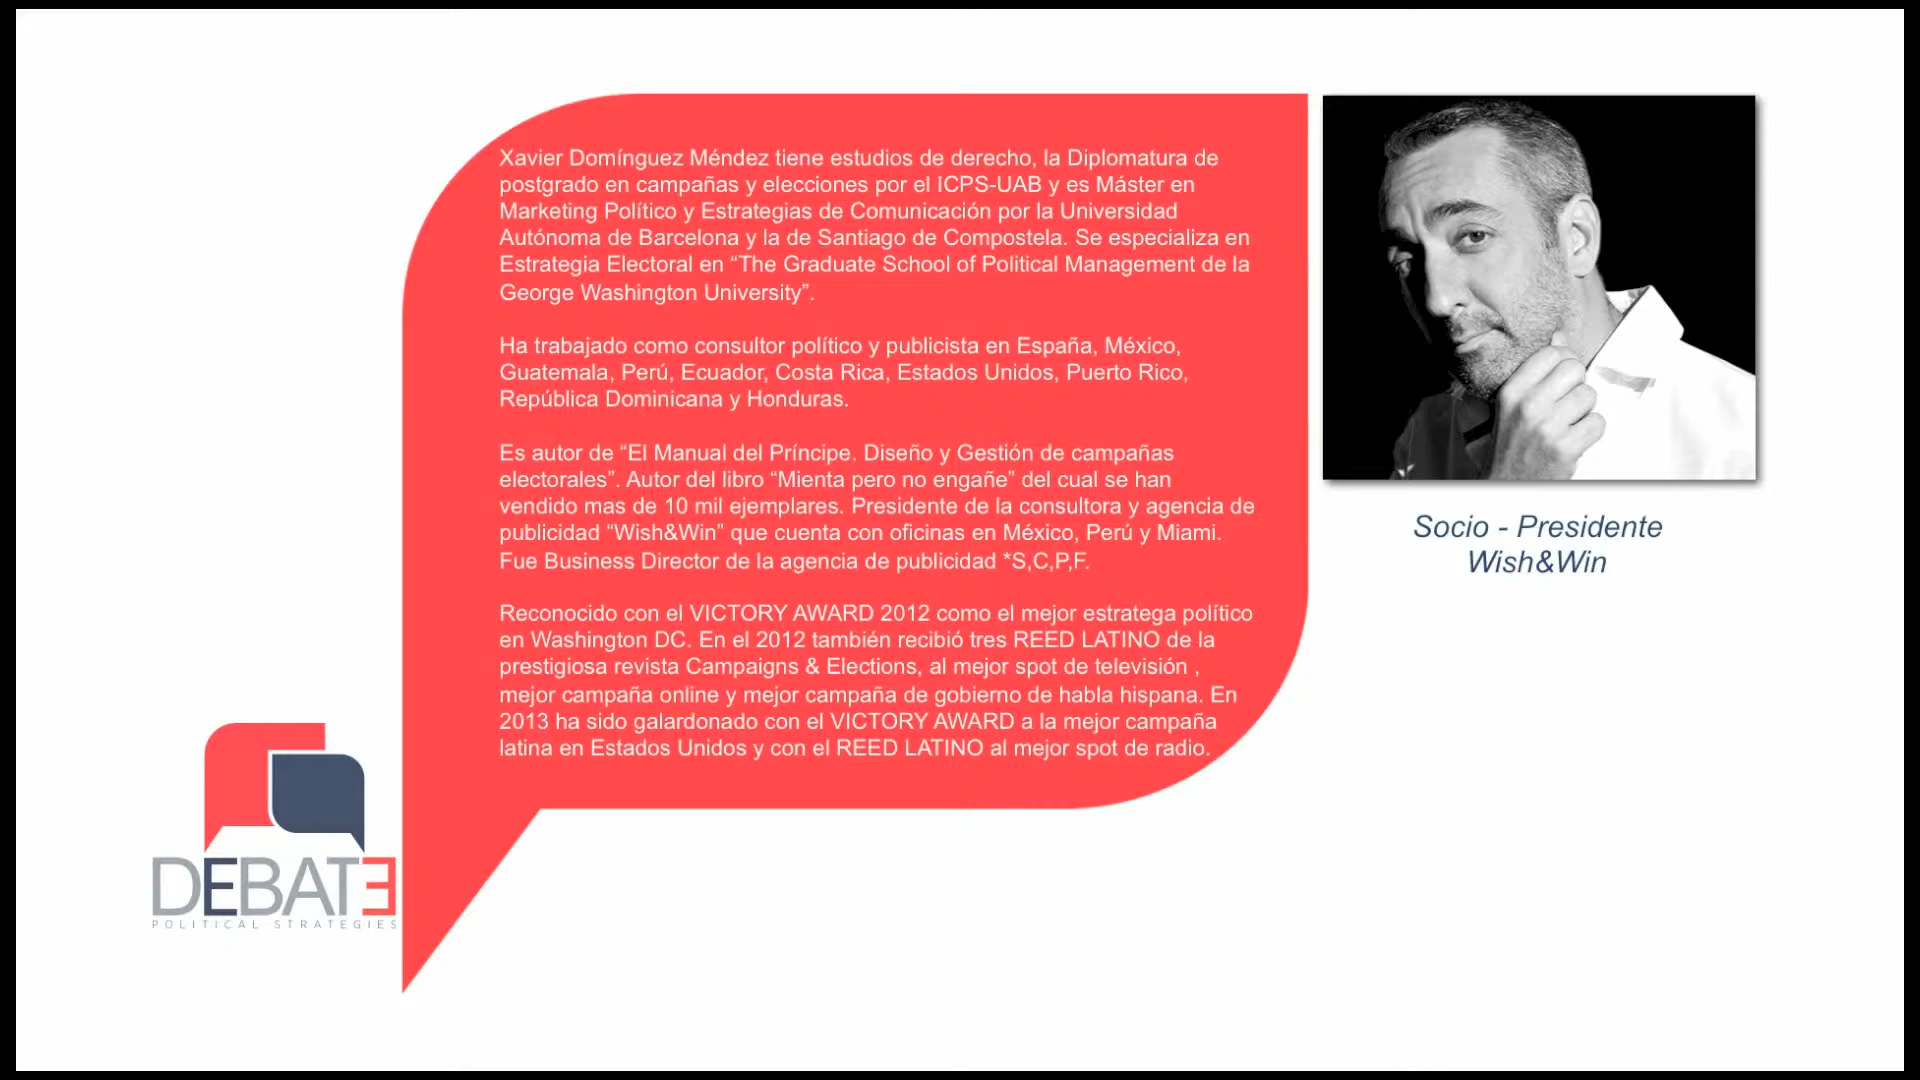 Xavier Domínguez Méndez tiene estudios de derecho, la Diplomatura de
postgrado en campañas y elecciones por el ICPS-UAB y es Máster en
Marketing Político y Estrategias de Comunicación por la Universidad
Autónoma de Barcelona y la de Santiago de Compostela. Se especializa en
Estrategia Electoral en “The Graduate School of Political Management de la
George Washington University”.
Ha trabajado como consultor político y publicista en España, México,
Guatemala, Perú, Ecuador, Costa Rica, Estados Unidos, Puerto Rico,
República Dominicana y Honduras.
Es autor de “El Manual del Príncipe. Diseño y Gestión de campañas
electorales”. Autor del libro “Mienta pero no engañe” del cual se han
vendido mas de 10 mil ejemplares. Presidente de la consultora y agencia de
publicidad “Wish&Win” que cuenta con oficinas en México, Perú y Miami.
Fue Business Director de la agencia de publicidad *S,C,P,F.
Reconocido con el VICTORY AWARD 2012 como el mejor estratega político
en Washington DC. En el 2012 también recibió tres REED LATINO de la
prestigiosa revista Campaigns & Elections, al mejor spot de televisión ,
mejor campaña online y mejor campaña de gobierno de habla hispana. En
2013 ha sido galardonado con el VICTORY AWARD a la mejor campaña
latina en Estados Unidos y con el REED LATINO al mejor spot de radio.
Socio - Presidente
Wish&Win
DEBATE
POLITICAL STRATEGIES